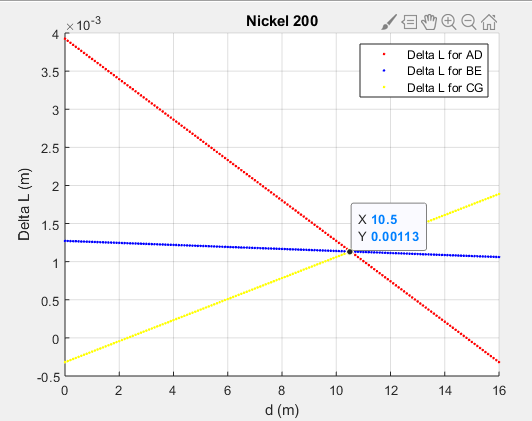 Nickel 200
×10⁻³
Delta L for AD
Delta L for BE
Delta L for CG
4
3.5
3
2.5
2
1.5
1
0.5
0
-0.5
Delta L (m)
X 10.5
Y 0.00113
0 2 4 6 8 10 12 14 16
d (m)